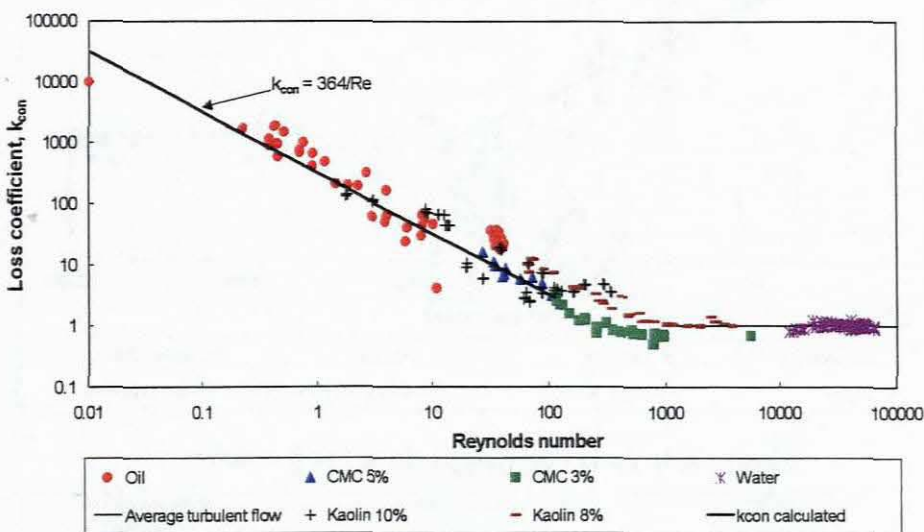 100000
10000
1000
100
10
1
0.1
Loss coefficient, kcon
kcon = 364/Re
0.01 0.1 1 10 100 1000 10000 100000
Reynolds number
Oil CMC 5% CMC 3% Water
Average turbulent flow Kaolin 10% Kaolin 8% kcon calculated